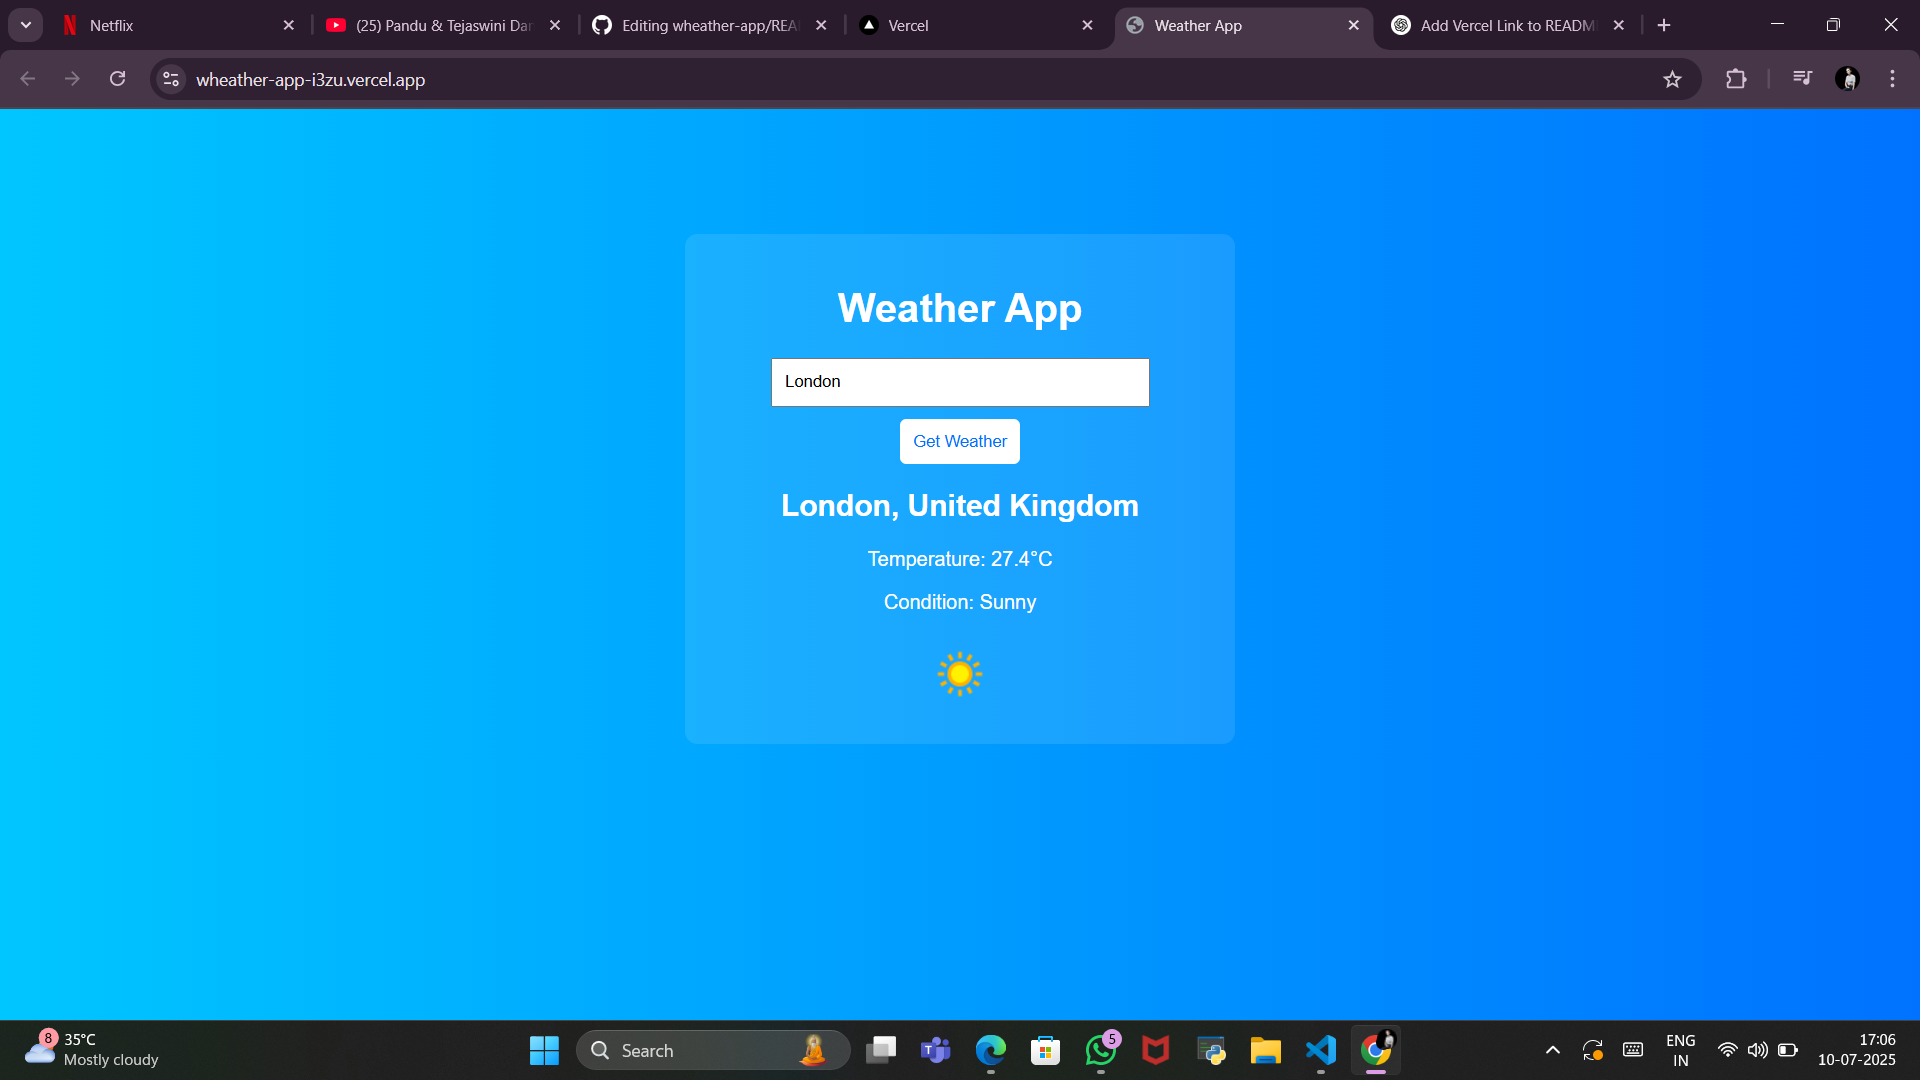 Netflix
(25) Pandu & Tejaswini Dan
Editing wheather-app/REA
Vercel
Weather App
Add Vercel Link to READM
wheather-app-i3zu.vercel.app
Weather App
London
Get Weather
London, United Kingdom
Temperature: 27.4°C
Condition: Sunny
8
35°C
Mostly cloudy
Search
5
ENG
IN
17:06
10-07-2025